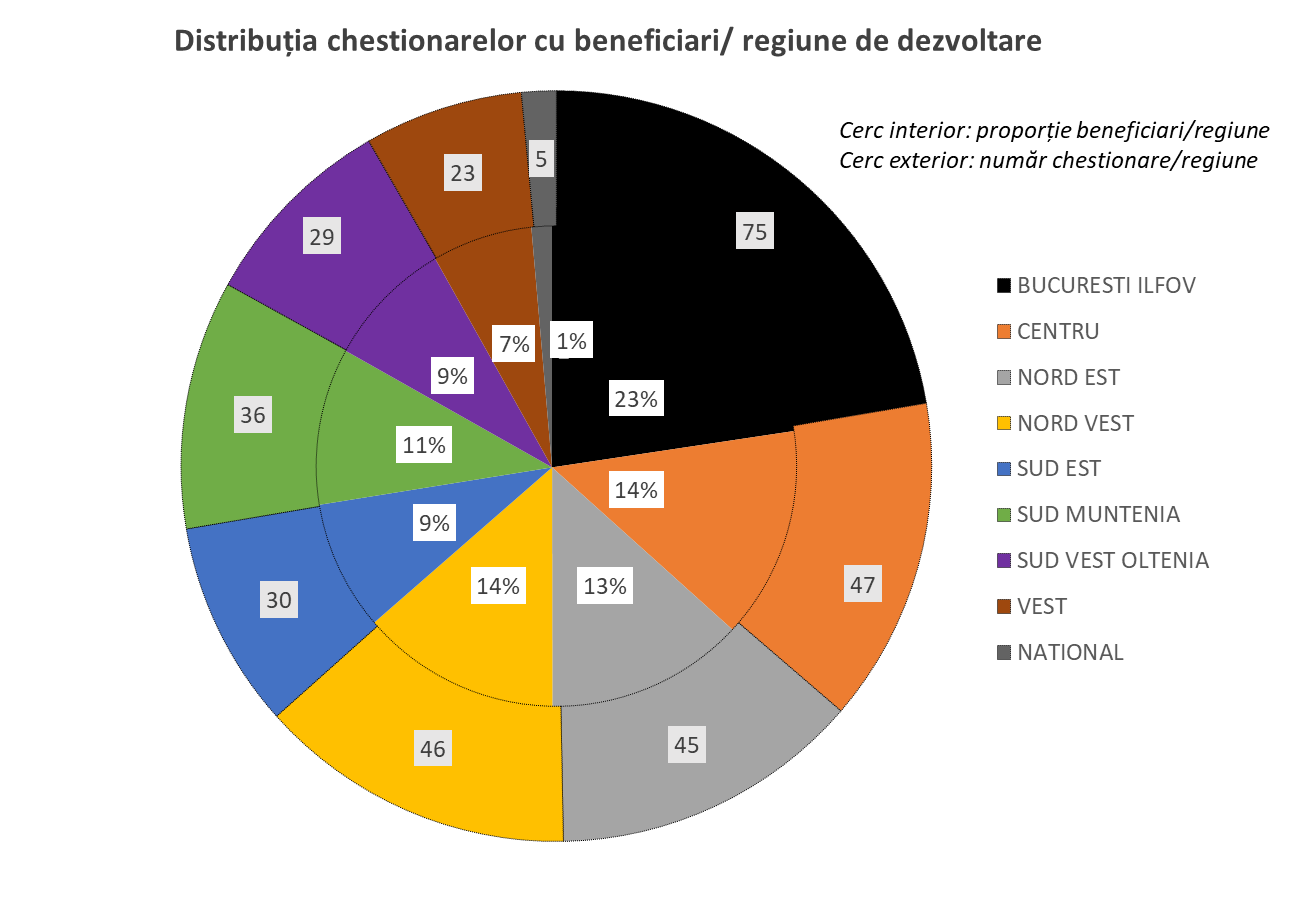 Distribuția chestionarelor cu beneficiari/ regiune de dezvoltare
Cerc interior: proporție beneficiari/regiune
Cerc exterior: număr chestionare/regiune
5
23
75
29
1%
7%
9%
23%
36
11%
14%
9%
47
14%
13%
30
46
45
BUCURESTI ILFOV
CENTRU
NORD EST
NORD VEST
SUD EST
SUD MUNTENIA
SUD VEST OLTENIA
VEST
NATIONAL